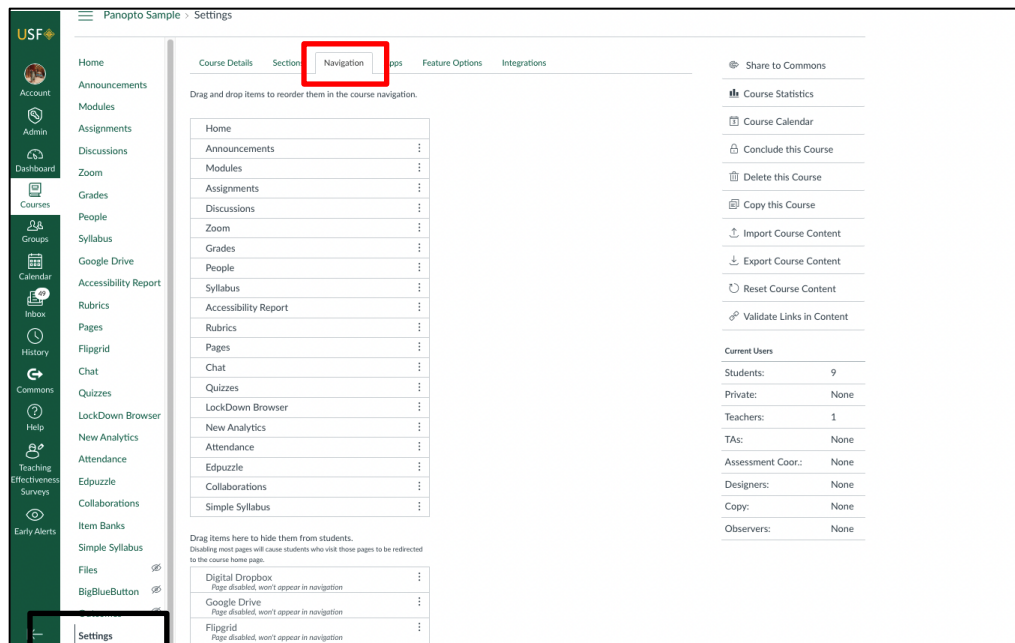 Panopto Sample > Settings
USF
Account
Admin
Dashboard
Courses
Groups
Calendar
49
Inbox
History
Commons
Help
Teaching
Effectiveness
Surveys
Early Alerts
Home
Announcements
Modules
Assignments
Discussions
Zoom
Grades
People
Syllabus
Google Drive
Accessibility Report
Rubrics
Pages
Flipgrid
Chat
Quizzes
LockDown Browser
New Analytics
Attendance
Edpuzzle
Collaborations
Item Banks
Simple Syllabus
Files
BigBlueButton
Settings
Course Details Sections Navigation Apps Feature Options Integrations
Drag and drop items to reorder them in the course navigation.
Home
Announcements
Modules
Assignments
Discussions
Zoom
Grades
People
Syllabus
Accessibility Report
Rubrics
Pages
Chat
Quizzes
LockDown Browser
New Analytics
Attendance
Edpuzzle
Collaborations
Simple Syllabus
Drag items here to hide them from students.
Disabling most pages will cause students who visit those pages to be redirected
to the course home page.
Digital Dropbox
Page disabled, won't appear in navigation
Google Drive
Page disabled, won't appear in navigation
Flipgrid
Page disabled, won't appear in navigation
Share to Commons
Course Statistics
Course Calendar
Conclude this Course
Delete this Course
Copy this Course
Import Course Content
Export Course Content
Reset Course Content
Validate Links in Content
Current Users
Students: 9
Private: None
Teachers: 1
TAs: None
Assessment Coor.: None
Designers: None
Copy: None
Observers: None